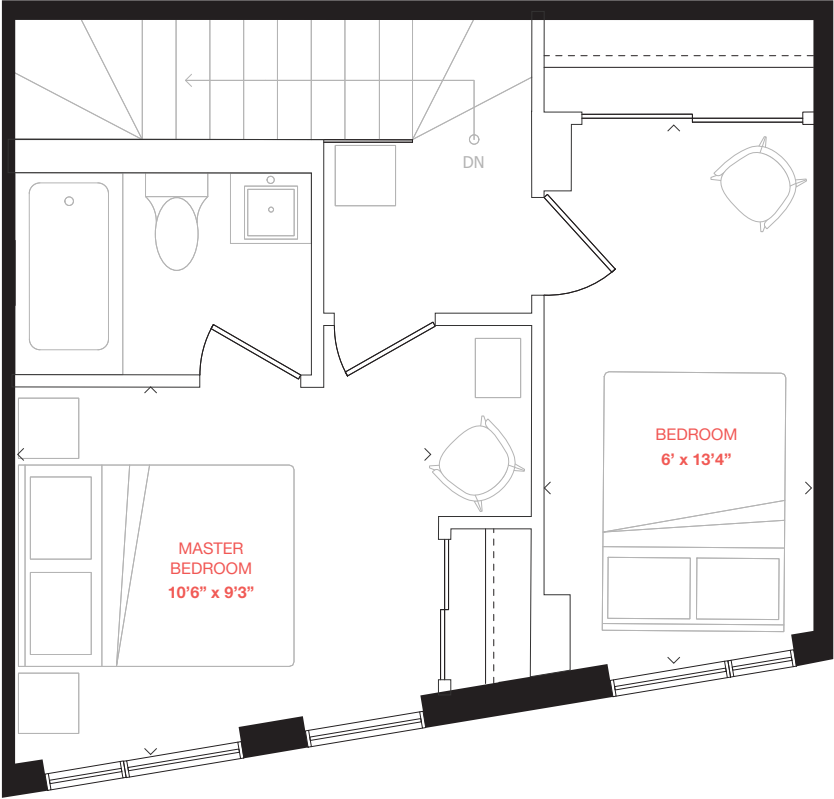 DN
BEDROOM
6’ x 13’4”
MASTER
BEDROOM
10’6” x 9’3”